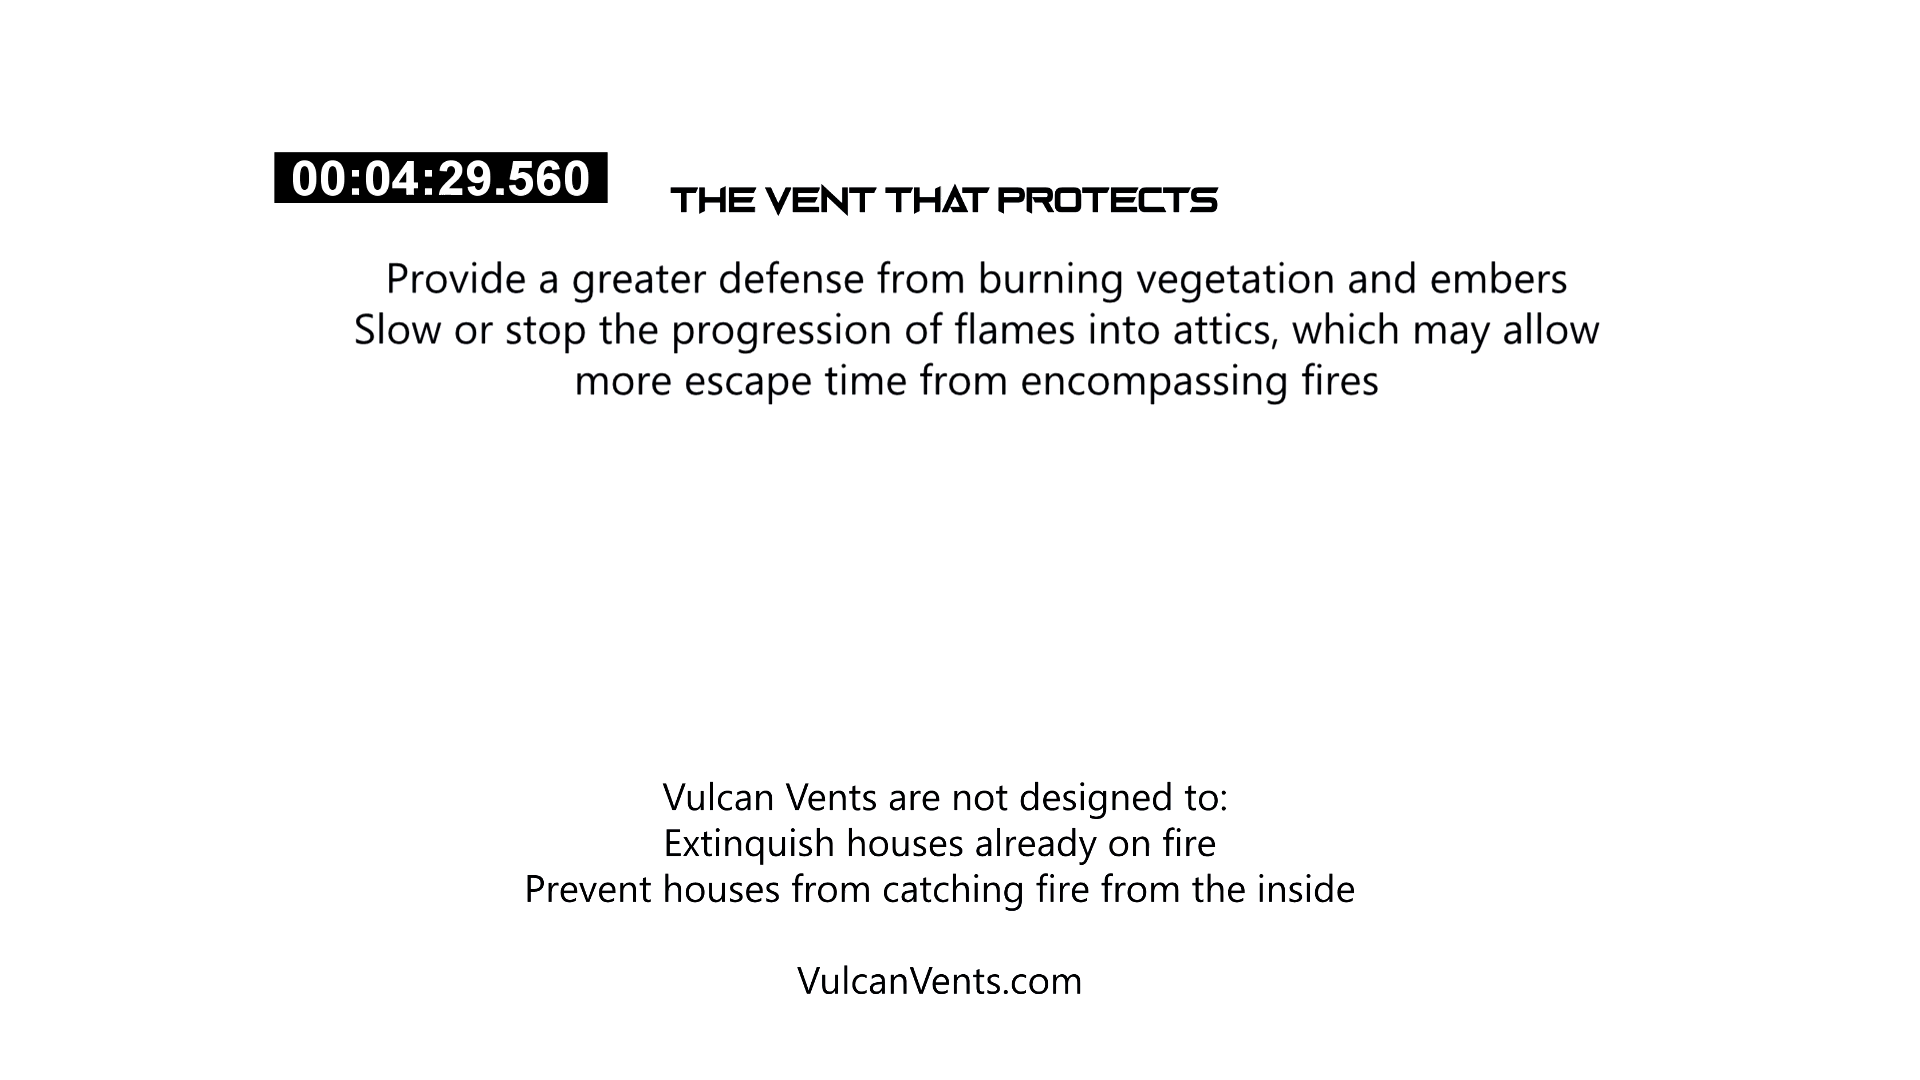 00:04:29.560
THE VENT THAT PROTECTS
Provide a greater defense from burning vegetation and embers
Slow or stop the progression of flames into attics, which may allow
more escape time from encompassing fires
Vulcan Vents are not designed to:
Extinquish houses already on fire
Prevent houses from catching fire from the inside
VulcanVents.com